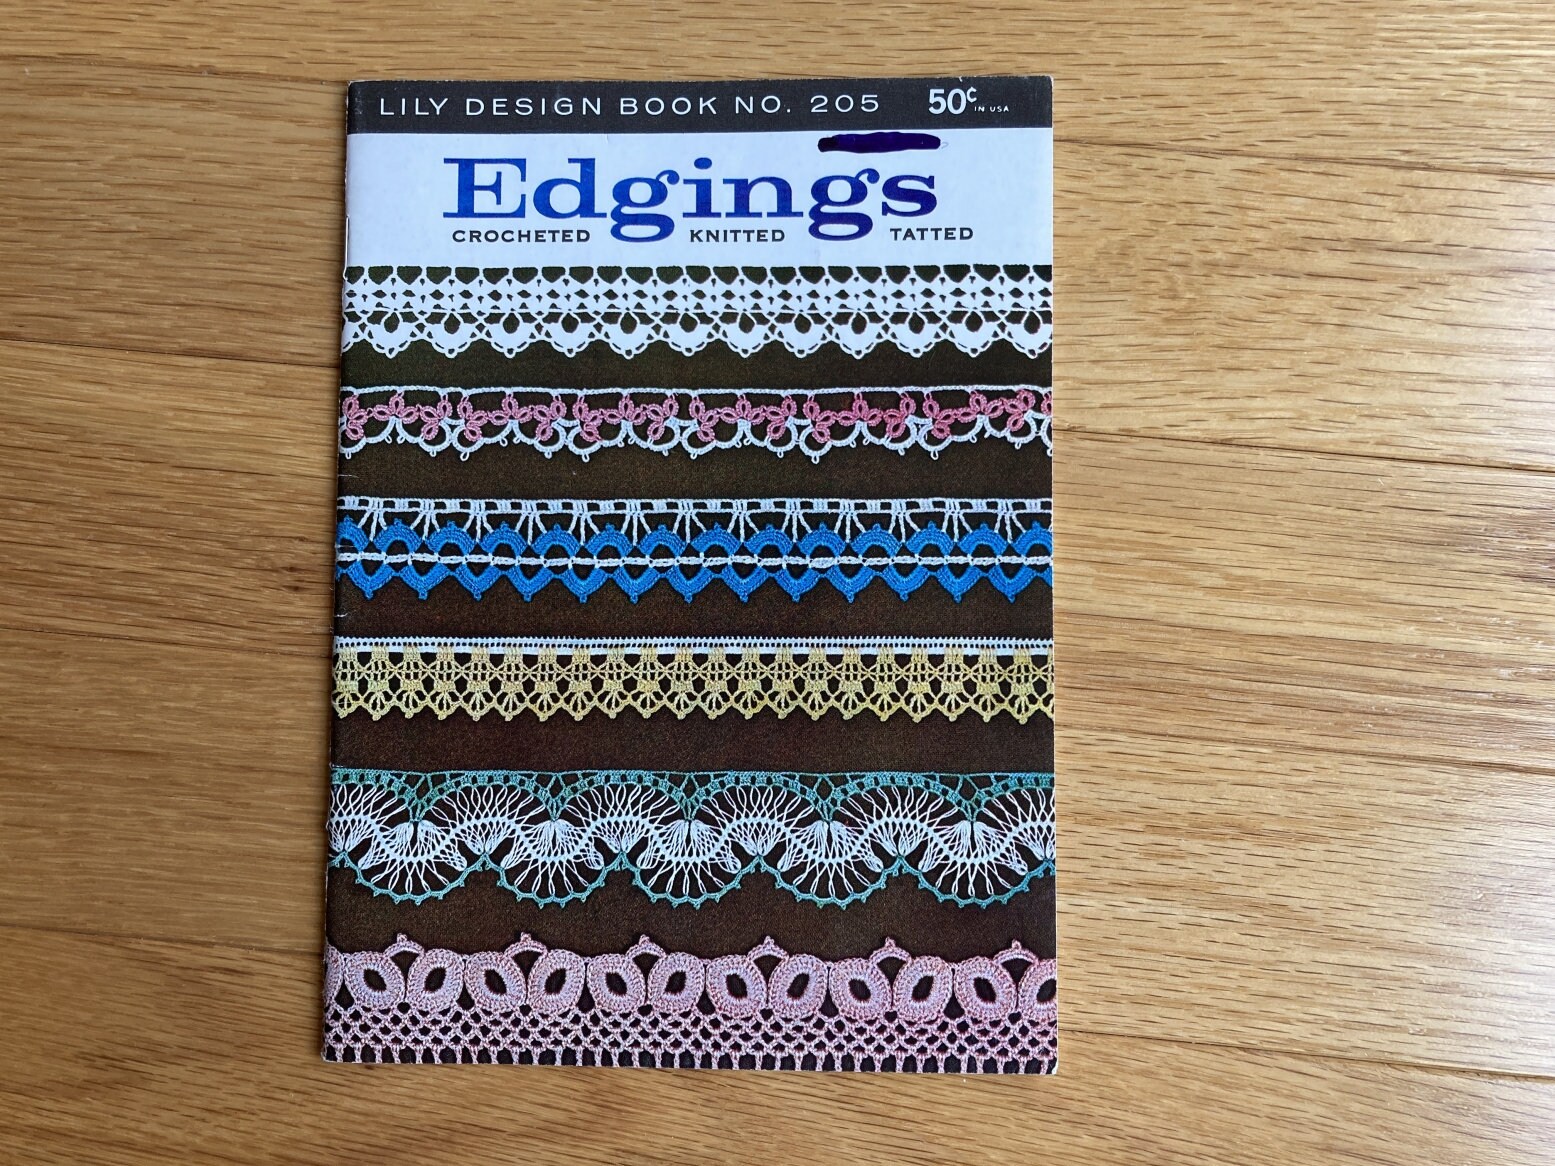 LILY DESIGN BOOK NO. 205 50¢ IN USA
Edgings
CROCHETED KNITTED TATTED